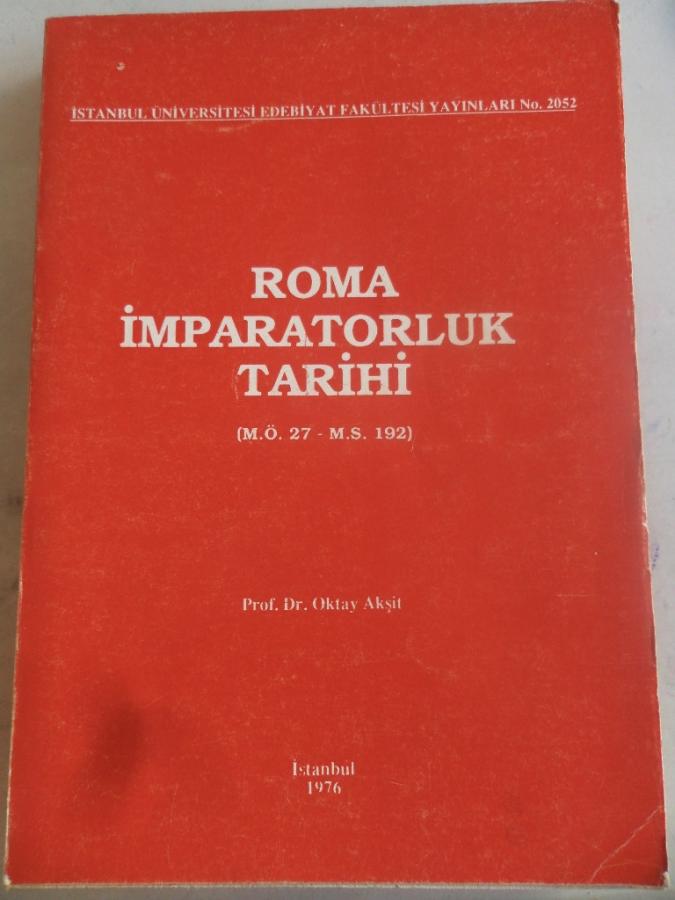 İSTANBUL ÜNİVERSİTESİ EDEBİYAT FAKÜLTESİ YAYINLARI No. 2052
ROMA
İMPARATORLUK
TARİHİ
(M.Ö. 27 - M.S. 192)
Prof. Dr. Oktay Akşit
İstanbul
1976